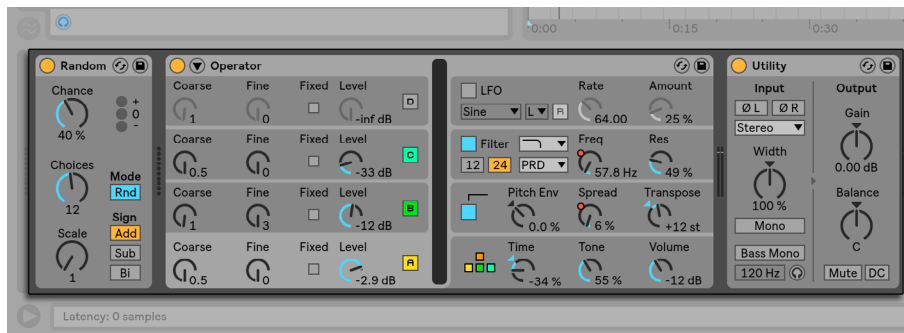 0:00 0:15 0:30
Random
Chance
40 %
+
0
-
Choices
12
Mode
Rnd
Scale
1
Sign
Add
Sub
Bi
Operator
Coarse Fine Fixed Level
1 0 -inf dB D
Coarse Fine Fixed Level
0.5 0 -33 dB C
Coarse Fine Fixed Level
1 3 -12 dB B
Coarse Fine Fixed Level
0.5 0 -2.9 dB A
LFO Rate Amount
Sine L R 64.00 25 %
Filter Freq Res
12 24 PRD 57.8 Hz 49 %
Pitch Env Spread Transpose
0.0 % 6 % +12 st
Time Tone Volume
-34 % 55 % -12 dB
Utility
Input
Ø L Ø R
Stereo
Width
100 %
Mono
Bass Mono
120 Hz
Output
Gain
0.00 dB
Balance
C
Mute DC
Latency: 0 samples